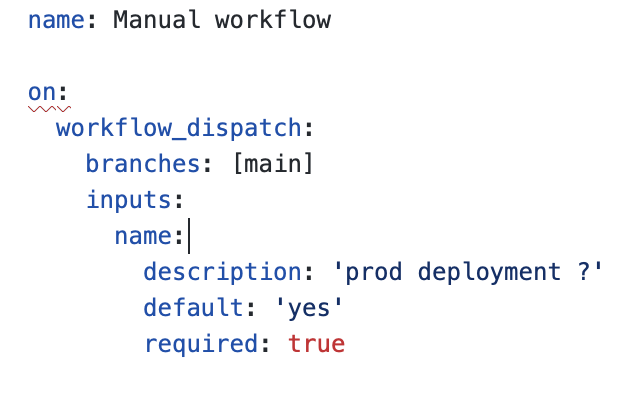 name: Manual workflow
on:
workflow_dispatch:
branches: [main]
inputs:
name:
description: 'prod deployment ?'
default: 'yes'
required: true